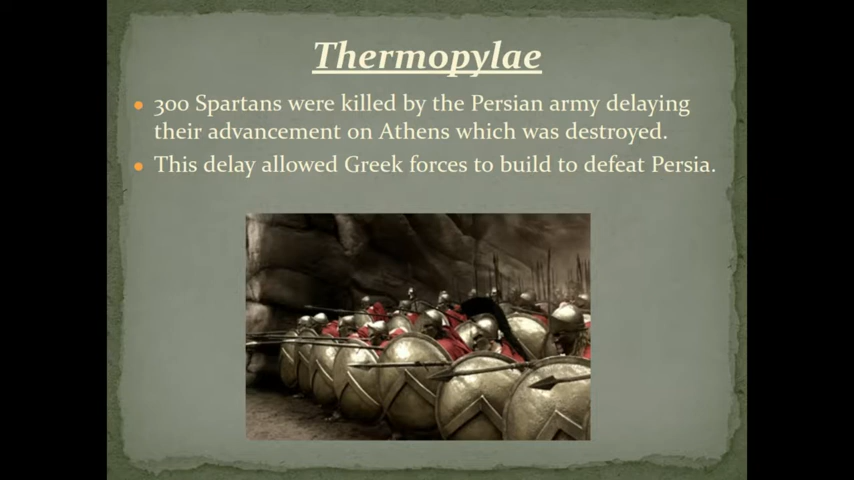 Thermopylae
300 Spartans were killed by the Persian army delaying
their advancement on Athens which was destroyed.
This delay allowed Greek forces to build to defeat Persia.